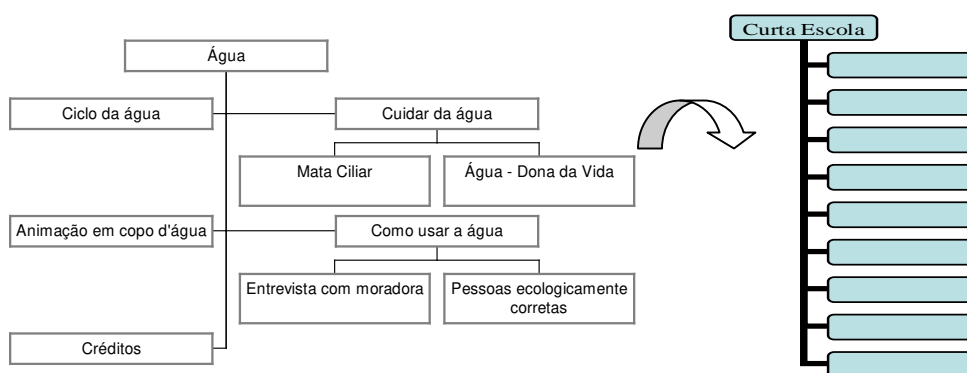 Curta Escola
Água
Ciclo da água
Cuidar da água
Mata Ciliar
Água - Dona da Vida
Animação em copo d'água
Como usar a água
Entrevista com moradora
Pessoas ecologicamente
corretas
Créditos